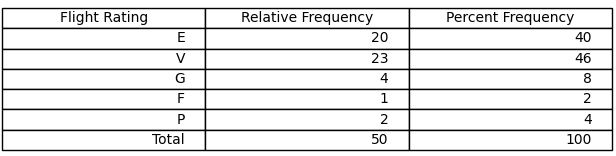 Flight Rating Relative Frequency Percent Frequency
E 20 40
V 23 46
G 4 8
F 1 2
P 2 4
Total 50 100